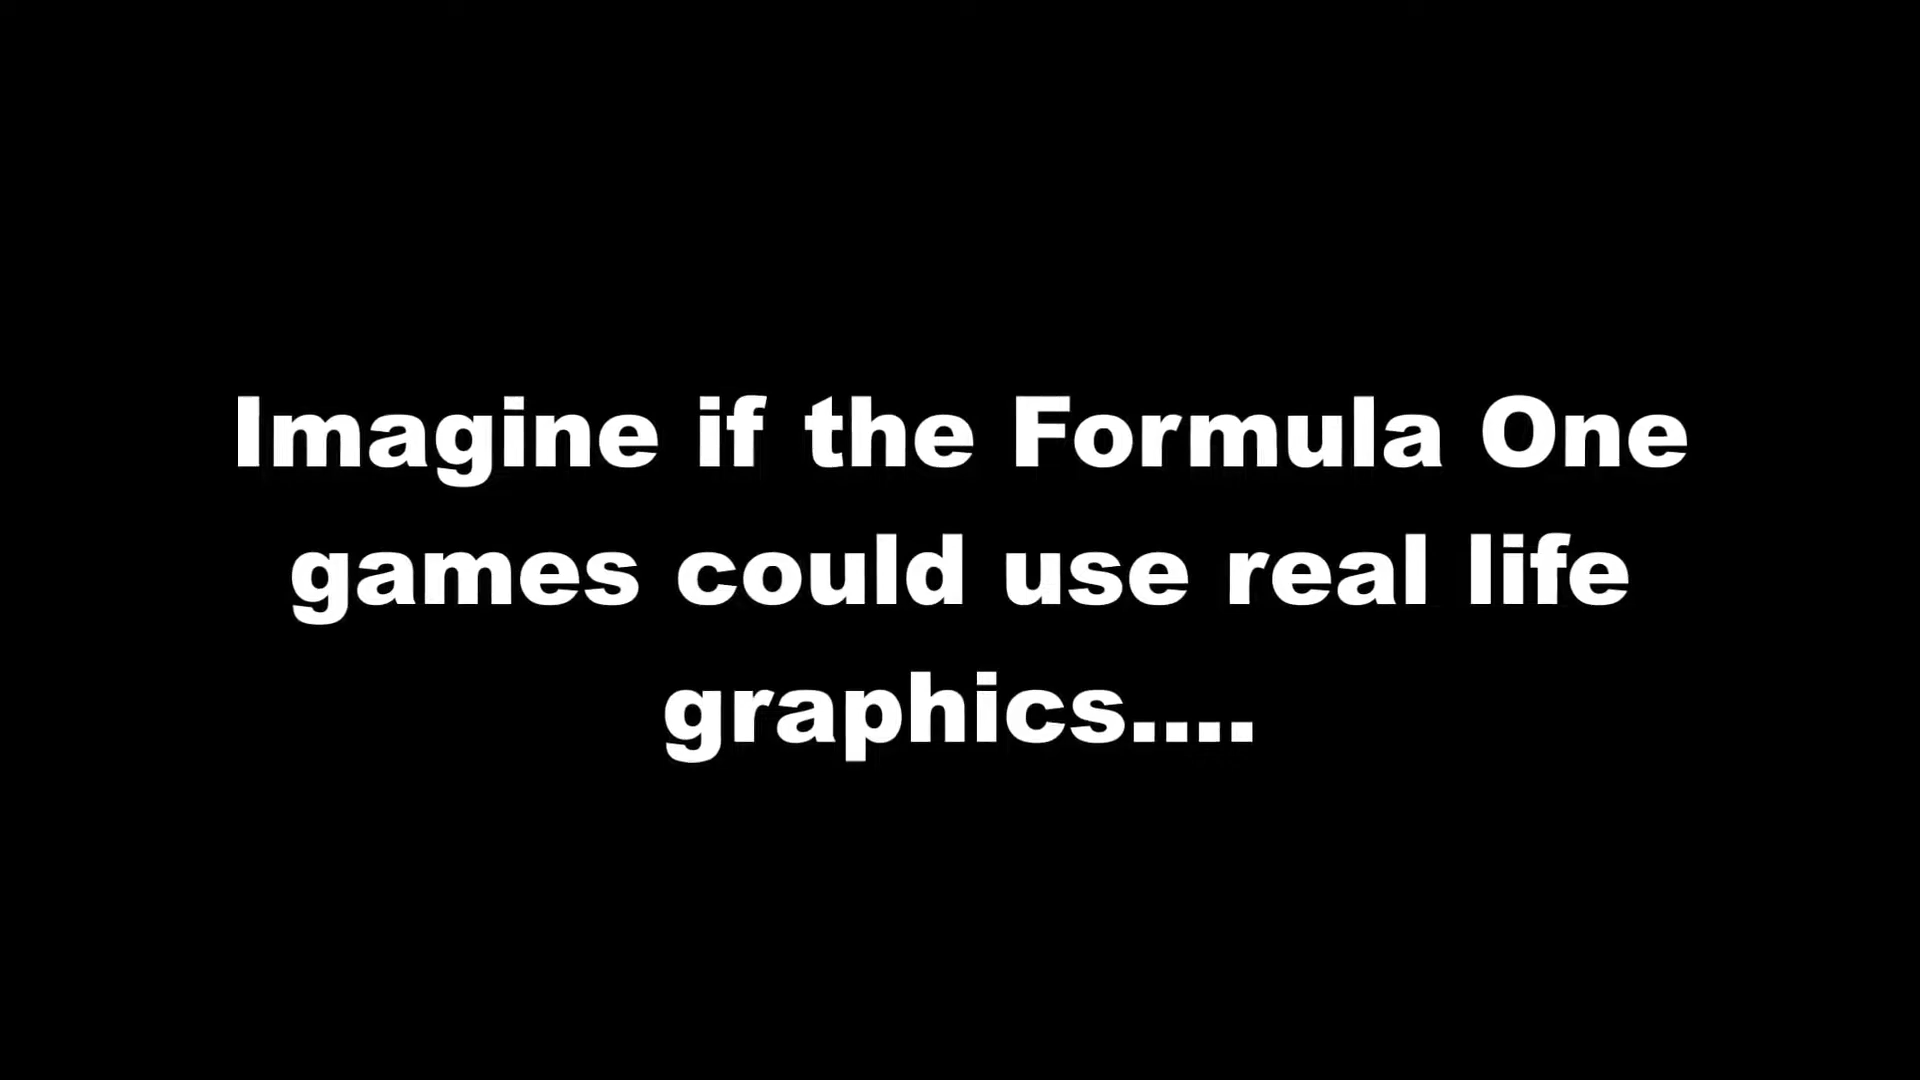 Imagine if the Formula One
games could use real life
graphics....